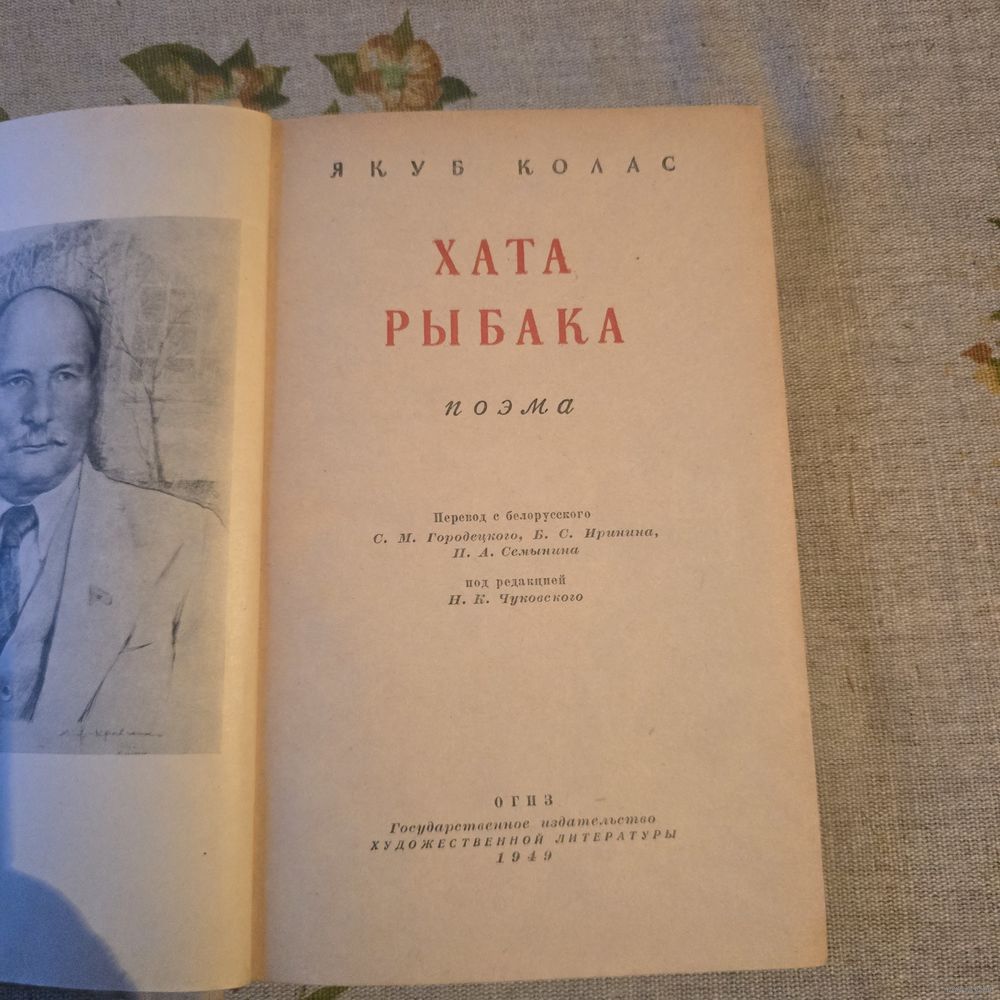 ЯКУБ КОЛАС
ХАТА
РЫБАКА
поэма
Перевод с белорусского
С. М. Городецкого, Б. С. Иринина,
П. А. Семынина
под редакцией
Н. К. Чуковского
ОГИЗ
Государственное издательство
ХУДОЖЕСТВЕННОЙ ЛИТЕРАТУРЫ
1949